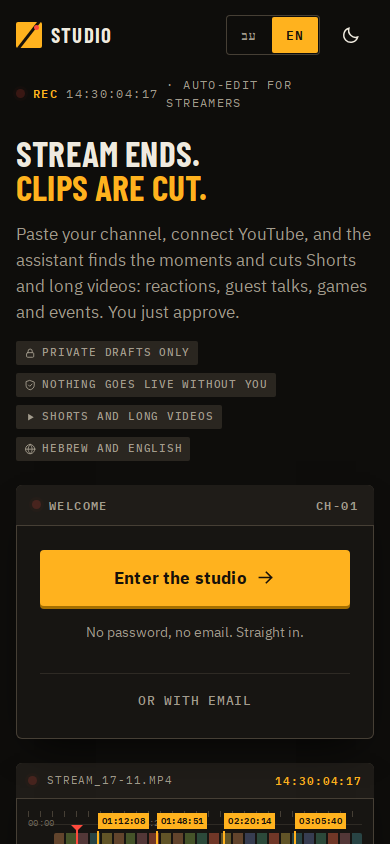 STUDIO
עב
EN
REC 14:30:04:17 · AUTO-EDIT FOR
STREAMERS
STREAM ENDS.
CLIPS ARE CUT.
Paste your channel, connect YouTube, and the
assistant finds the moments and cuts Shorts
and long videos: reactions, guest talks, games
and events. You just approve.
PRIVATE DRAFTS ONLY
NOTHING GOES LIVE WITHOUT YOU
SHORTS AND LONG VIDEOS
HEBREW AND ENGLISH
WELCOME CH-01
Enter the studio →
No password, no email. Straight in.
OR WITH EMAIL
STREAM_17-11.MP4 14:30:04:17
00:00 01:12:08 01:48:51 02:20:14 03:05:40